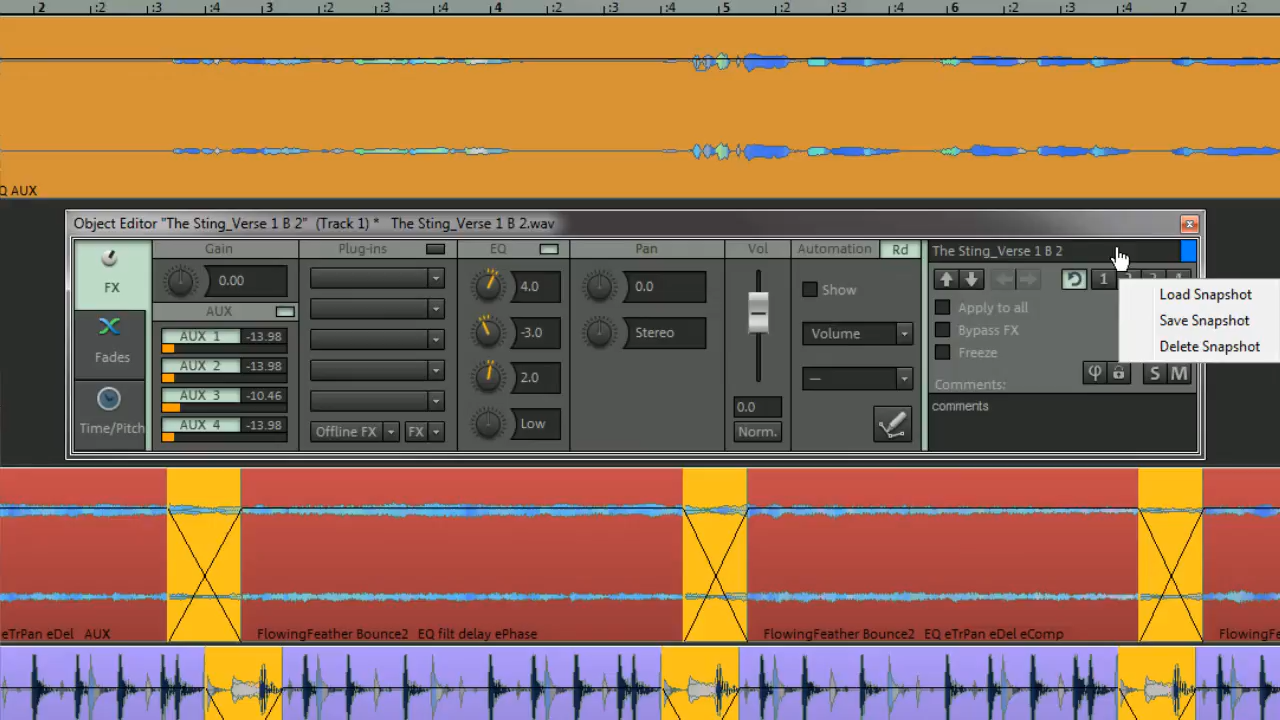 2 :2 :3 :4 3 :2 :3 :4 4 :2 :3 :4 5 :2 :3 :4 6 :2 :3 :4 7 :2
Q AUX
Object Editor "The Sting_Verse 1 B 2" (Track 1) * The Sting_Verse 1 B 2.wav
Gain Plug-ins EQ Pan Vol Automation Rd The Sting_Verse 1 B 2
FX 0.00 4.0 0.0 Show 1
Load Snapshot
Apply to all
AUX
Save Snapshot
AUX 1 -13.98 -3.0 Stereo Volume Bypass FX
Delete Snapshot
Fades Freeze
AUX 2 -13.98 2.0 S M
Comments:
AUX 3 -10.46 0.0 comments
Time/Pitch AUX 4 -13.98 Offline FX FX Low Norm.
eTrPan eDel AUX FlowingFeather Bounce2 EQ filt delay ePhase FlowingFeather Bounce2 EQ eTrPan eDel eComp FlowingFe